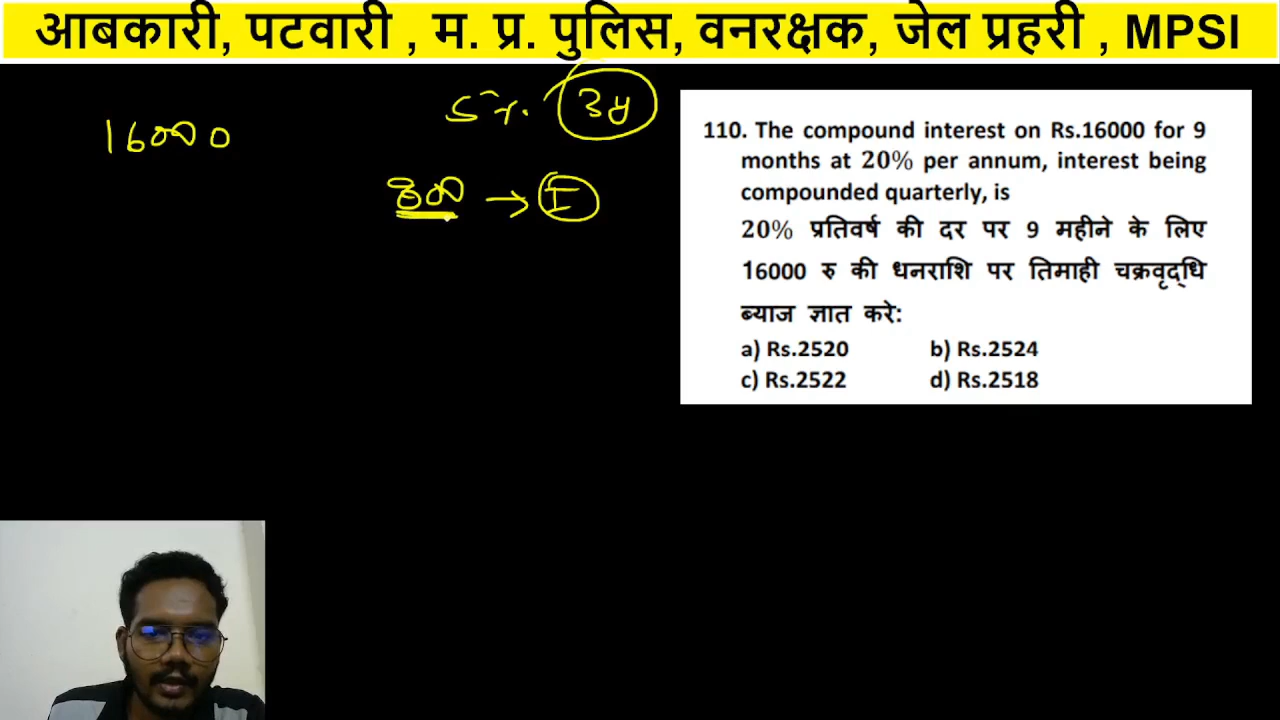 आबकारी, पटवारी , म. प्र. पुलिस, वनरक्षक, जेल प्रहरी , MPSI
16000
5%. 3y
800 → I
110. The compound interest on Rs.16000 for 9
months at 20% per annum, interest being
compounded quarterly, is
20% प्रतिवर्ष की दर पर 9 महीने के लिए
16000 रु की धनराशि पर तिमाही चक्रवृद्धि
ब्याज ज्ञात करे:
a) Rs.2520 b) Rs.2524
c) Rs.2522 d) Rs.2518